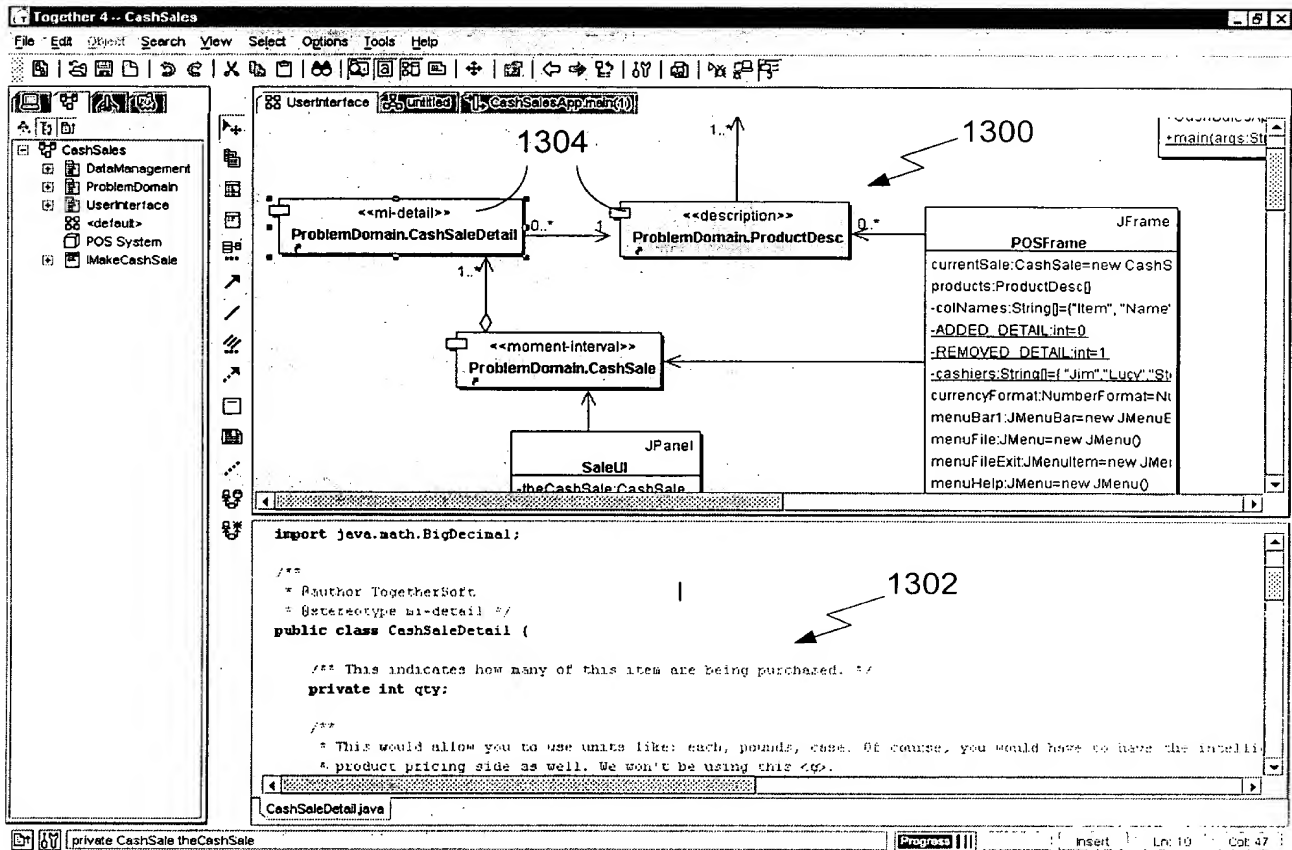 Together 4 -- CashSales
File Edit Object Search View Select Options Tools Help
UserInterface untitled CashSalesApp.main(1)
CashSales
DataManagement
ProblemDomain
UserInterface
<default>
POS System
IMakeCashSale
1304
1..*
1300
+main(args:Stri
<<mi-detail>>
ProblemDomain.CashSaleDetail
0..*
1
<<description>>
ProblemDomain.ProductDesc
0..*
1..*
<<moment-interval>>
ProblemDomain.CashSale
JPanel
SaleUI
-theCashSale:CashSale
JFrame
POSFrame
currentSale:CashSale=new CashS
products:ProductDesc[]
-colNames:String[]={"Item", "Name"
-ADDED_DETAIL:int=0
-REMOVED_DETAIL:int=1
-cashiers:String[]={ "Jim","Lucy","St
currencyFormat:NumberFormat=Nu
menuBar1:JMenuBar=new JMenuB
menuFile:JMenu=new JMenu()
menuFileExit:JMenuItem=new JMe
menuHelp:JMenu=new JMenu()
1302
import java.math.BigDecimal;
/**
* @author TogetherSoft
* @stereotype mi-detail */
public class CashSaleDetail {
/** This indicates how many of this item are being purchased. */
private int qty;
/**
* This would allow you to use units like: each, pounds, case. Of course, you would have to have the intelli
* product pricing side as well. We won't be using this <g>.
CashSaleDetail.java
private CashSale theCashSale
Progress
Insert
Ln: 10
Col: 47